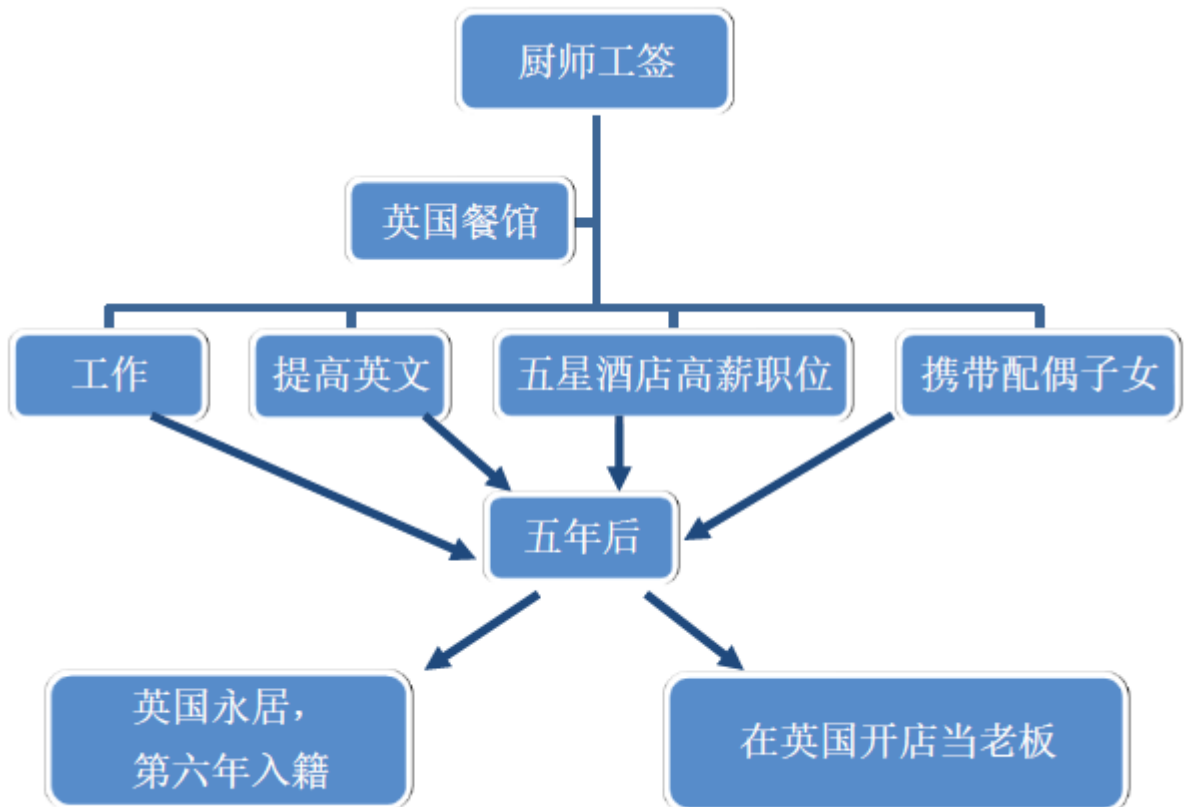 厨师工签
英国餐馆
工作
提高英文
五星酒店高薪职位
携带配偶子女
五年后
英国永居，
第六年入籍
在英国开店当老板